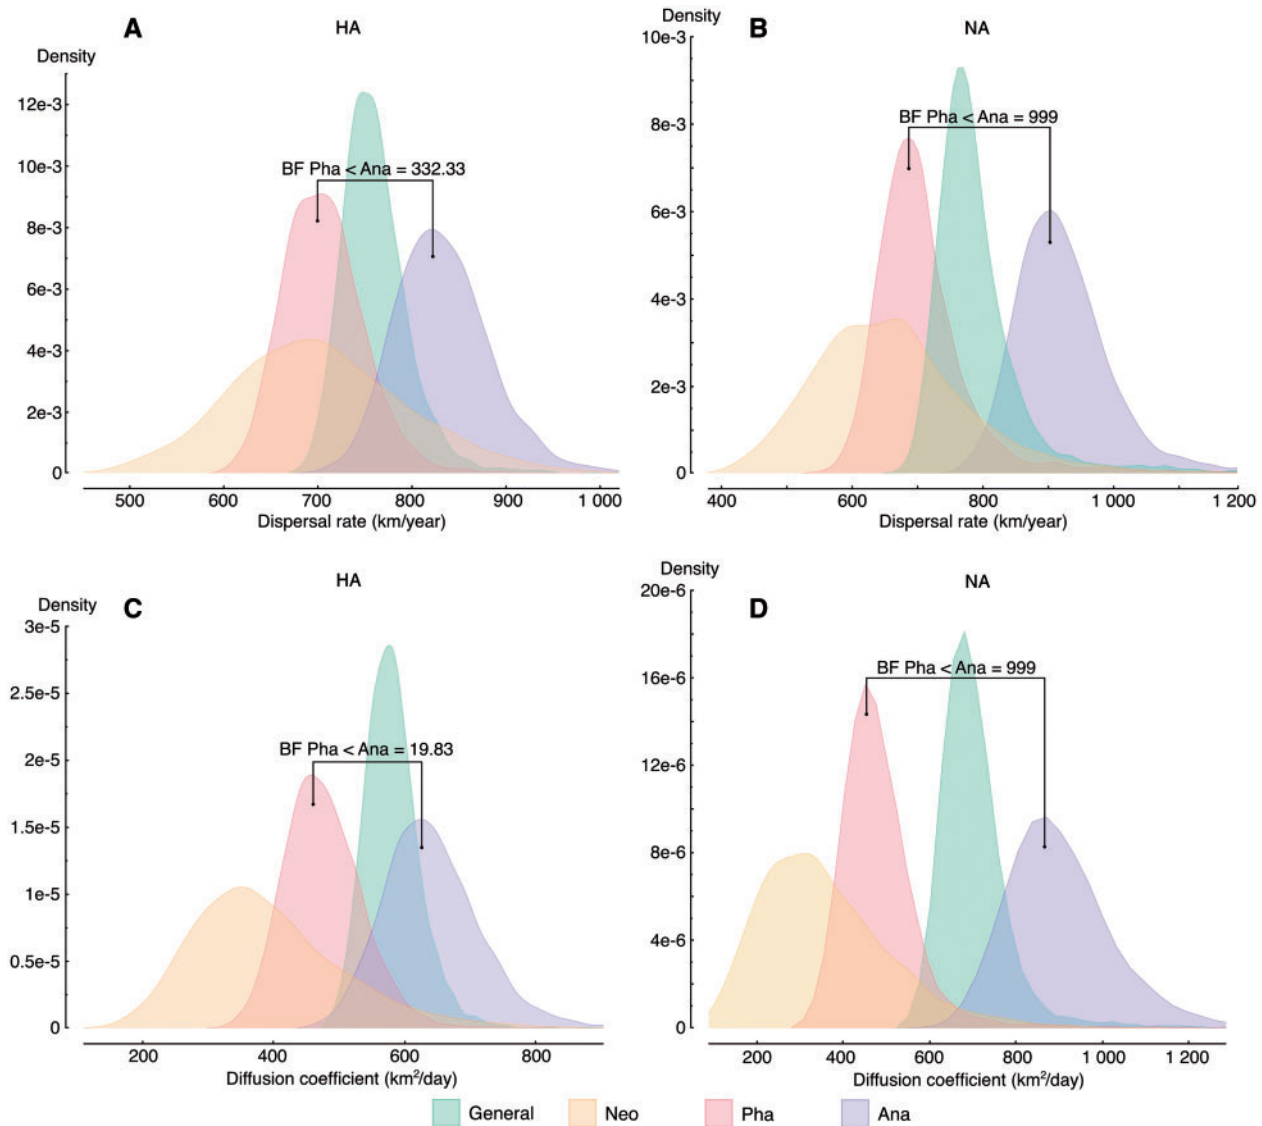 A
HA
Density
12e-3
10e-3
8e-3
6e-3
4e-3
2e-3
0
BF Pha < Ana = 332.33
500 600 700 800 900 1 000
Dispersal rate (km/year)
B
NA
Density
10e-3
8e-3
6e-3
4e-3
2e-3
0
BF Pha < Ana = 999
400 600 800 1 000 1 200
Dispersal rate (km/year)
C
HA
Density
3e-5
2.5e-5
2e-5
1.5e-5
1e-5
0.5e-5
0
BF Pha < Ana = 19.83
200 400 600 800
Diffusion coefficient (km²/day)
D
NA
Density
20e-6
16e-6
12e-6
8e-6
4e-6
0
BF Pha < Ana = 999
200 400 600 800 1 000 1 200
Diffusion coefficient (km²/day)
General Neo Pha Ana